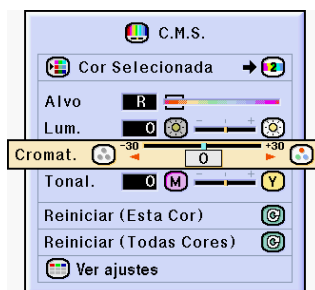 C.M.S.
Cor Selecionada 2
Alvo R
Lum. 0 - +
Cromat. -30 0 +30
Tonal. 0 M - + Y
Reiniciar (Esta Cor)
Reiniciar (Todas Cores)
Ver ajustes